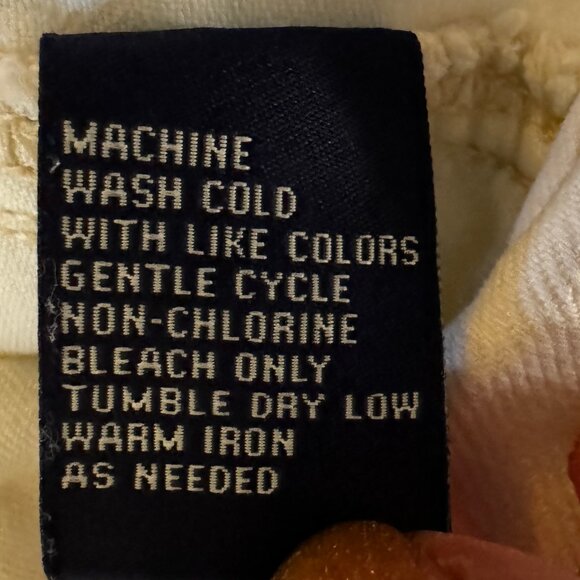 MACHINE
WASH COLD
WITH LIKE COLORS
GENTLE CYCLE
NON-CHLORINE
BLEACH ONLY
TUMBLE DRY LOW
WARM IRON
AS NEEDED